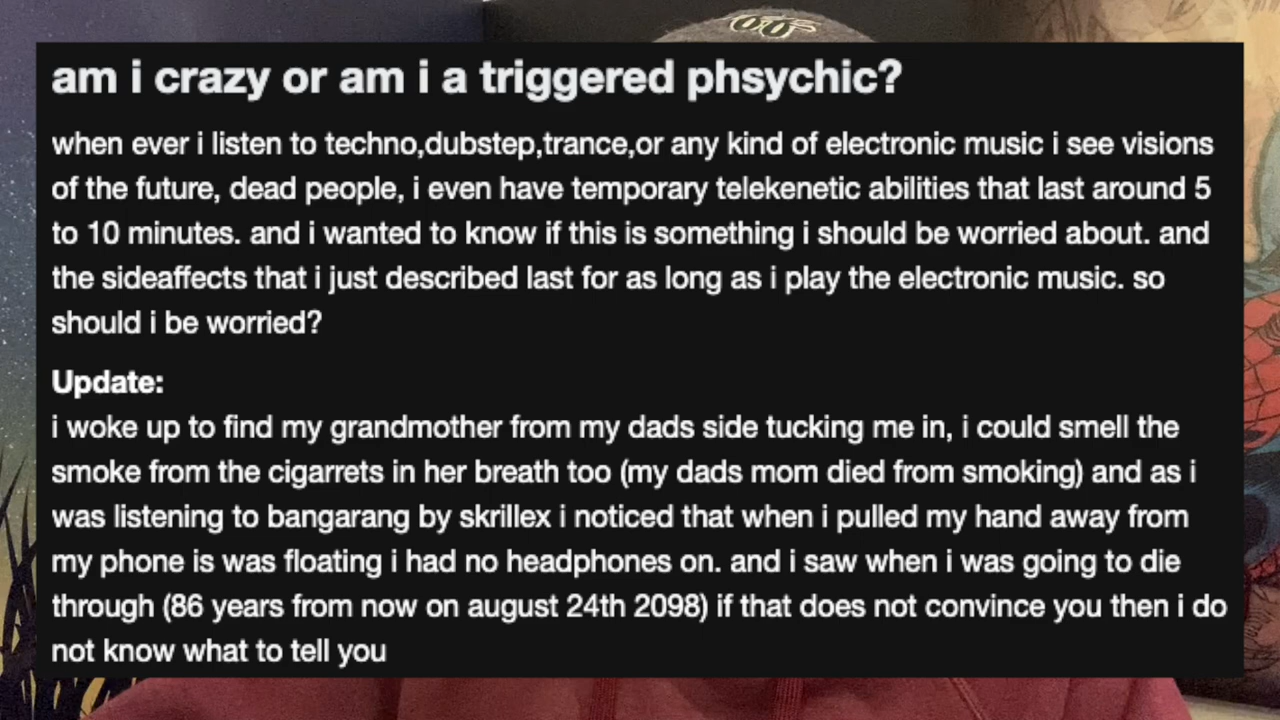 am i crazy or am i a triggered phsychic?
when ever i listen to techno,dubstep,trance,or any kind of electronic music i see visions
of the future, dead people, i even have temporary telekenetic abilities that last around 5
to 10 minutes. and i wanted to know if this is something i should be worried about. and
the sideaffects that i just described last for as long as i play the electronic music. so
should i be worried?
Update:
i woke up to find my grandmother from my dads side tucking me in, i could smell the
smoke from the cigarrets in her breath too (my dads mom died from smoking) and as i
was listening to bangarang by skrillex i noticed that when i pulled my hand away from
my phone is was floating i had no headphones on. and i saw when i was going to die
through (86 years from now on august 24th 2098) if that does not convince you then i do
not know what to tell you